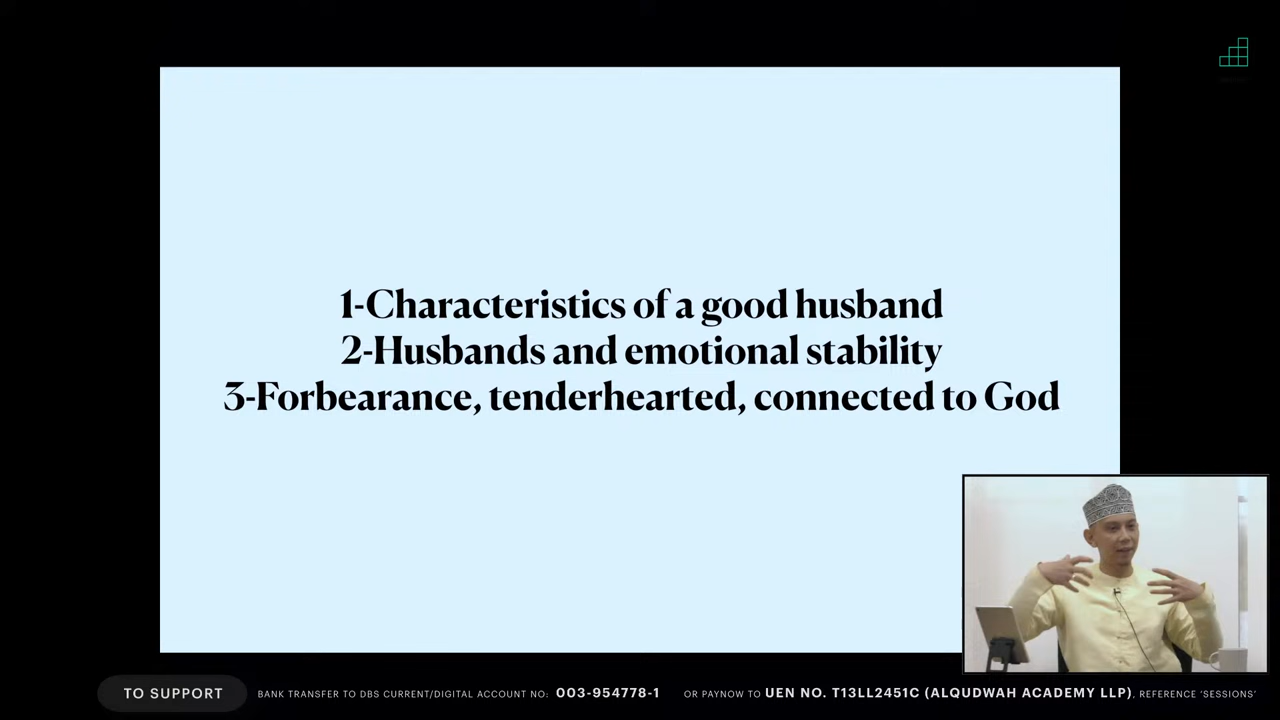 1-Characteristics of a good husband
2-Husbands and emotional stability
3-Forbearance, tenderhearted, connected to God
TO SUPPORT
BANK TRANSFER TO DBS CURRENT/DIGITAL ACCOUNT NO: 003-954778-1 OR PAYNOW TO UEN NO. T13LL2451C (ALQUDWAH ACADEMY LLP), REFERENCE 'SESSIONS'